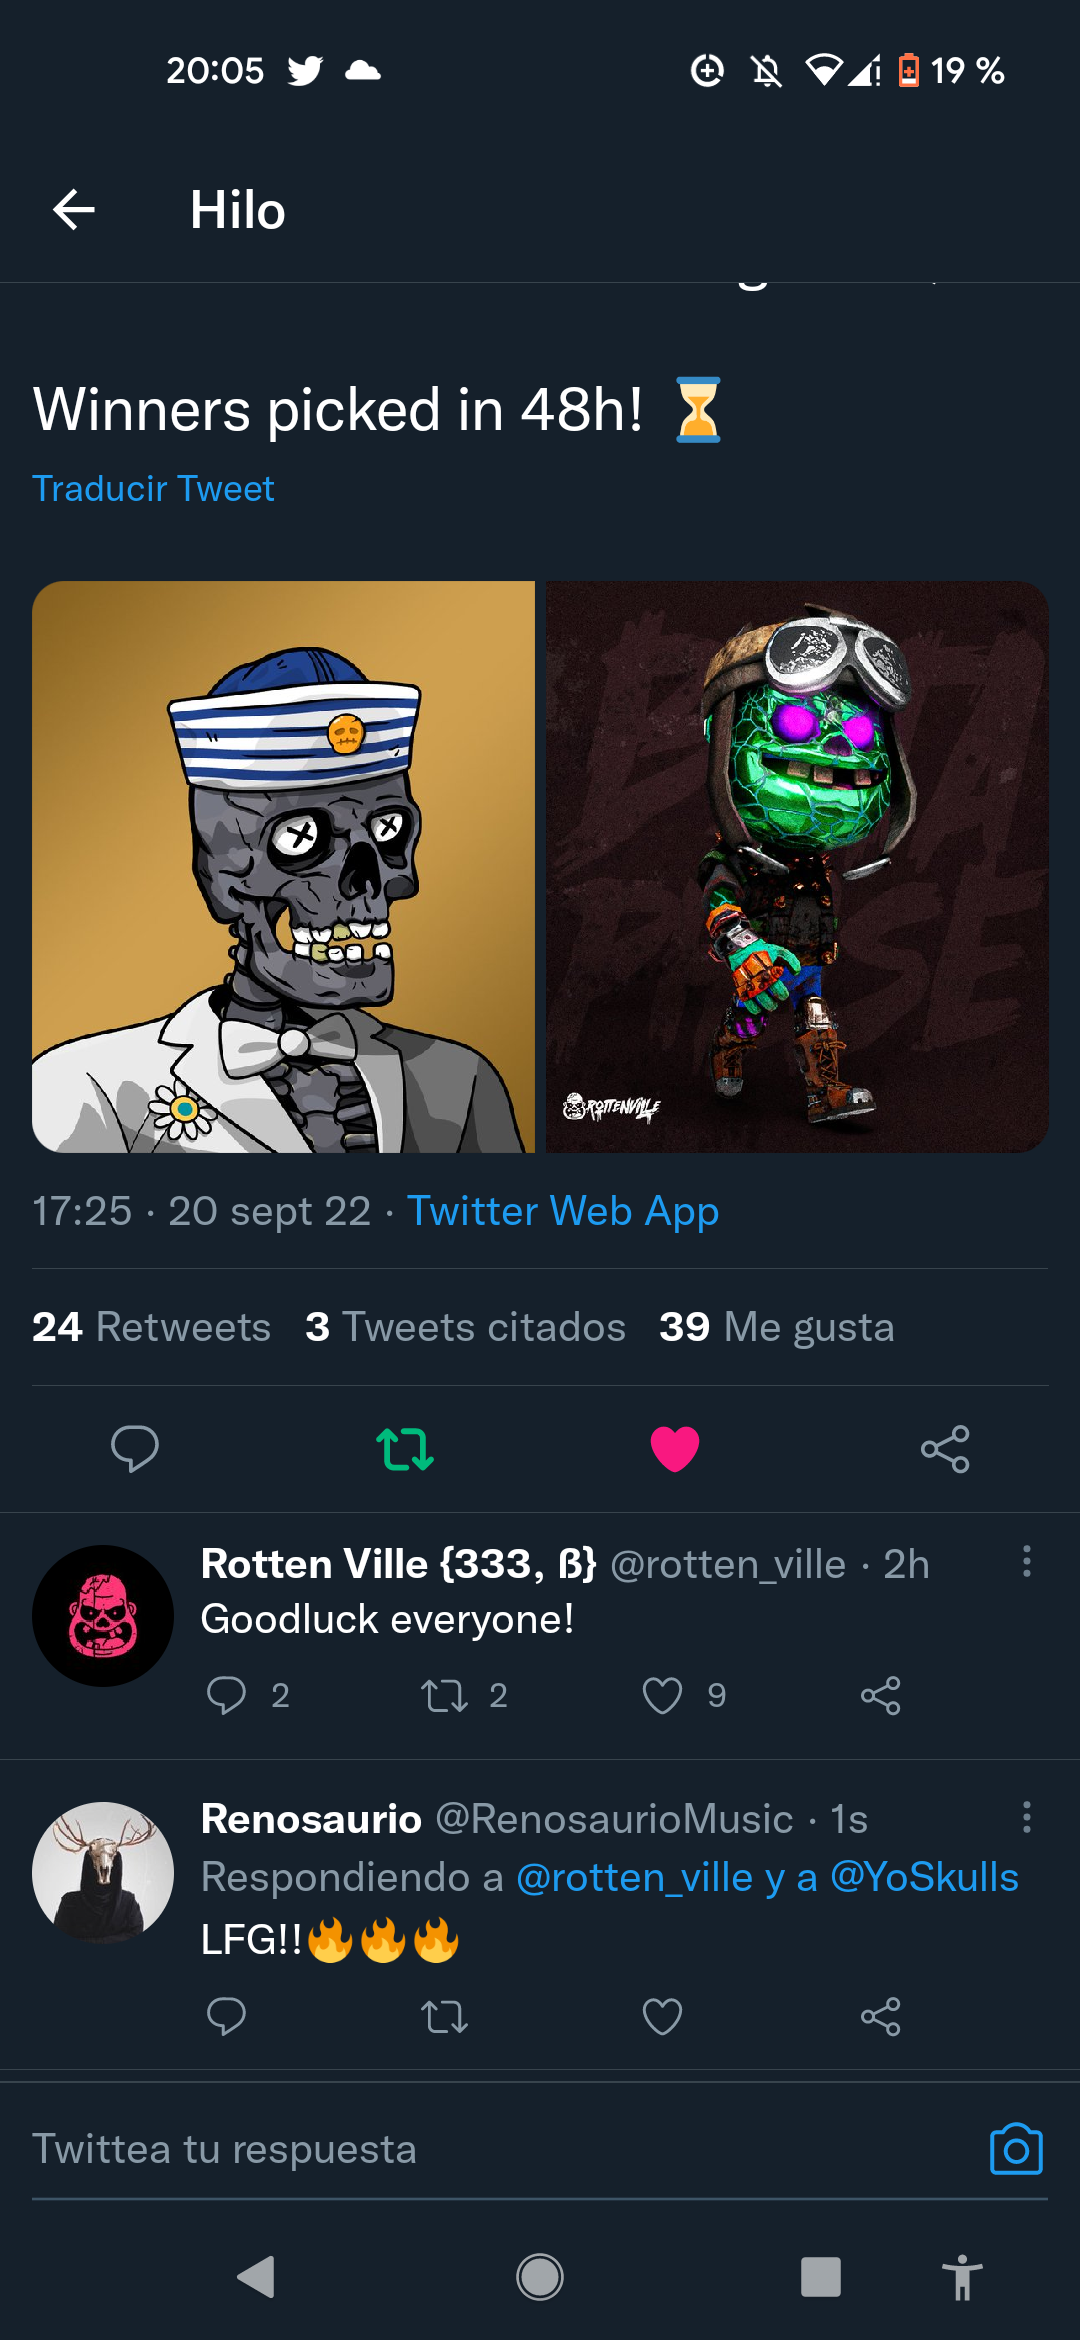 20:05
19 %
Hilo
Winners picked in 48h! ⏳
Traducir Tweet
ROTTENVILLE
17:25 · 20 sept 22 · Twitter Web App
24 Retweets 3 Tweets citados 39 Me gusta
Rotten Ville {333, ß} @rotten_ville · 2h
Goodluck everyone!
2 2 9
Renosaurio @RenosaurioMusic · 1s
Respondiendo a @rotten_ville y a @YoSkulls
LFG!!🔥🔥🔥
Twittea tu respuesta